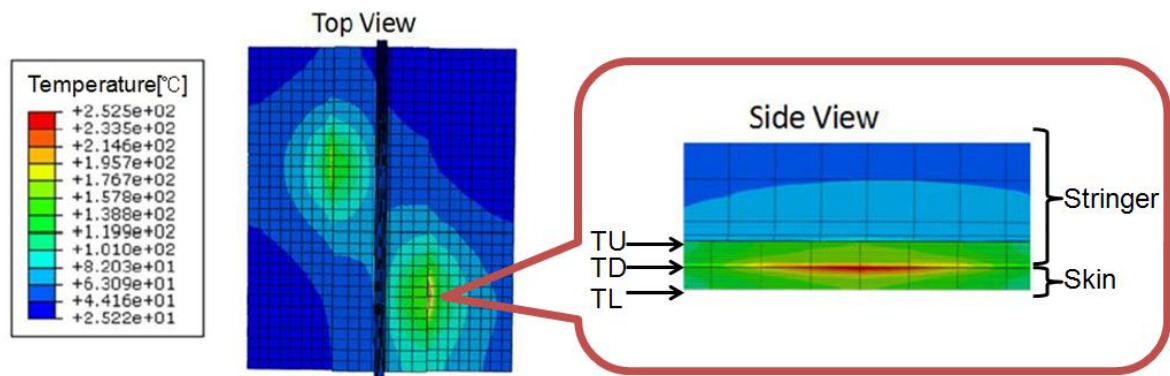 Top View
Temperature[℃]
+2.525e+02
+2.335e+02
+2.146e+02
+1.957e+02
+1.767e+02
+1.578e+02
+1.388e+02
+1.199e+02
+1.010e+02
+8.203e+01
+6.309e+01
+4.416e+01
+2.522e+01
Side View
Stringer
TU
TD
TL
Skin